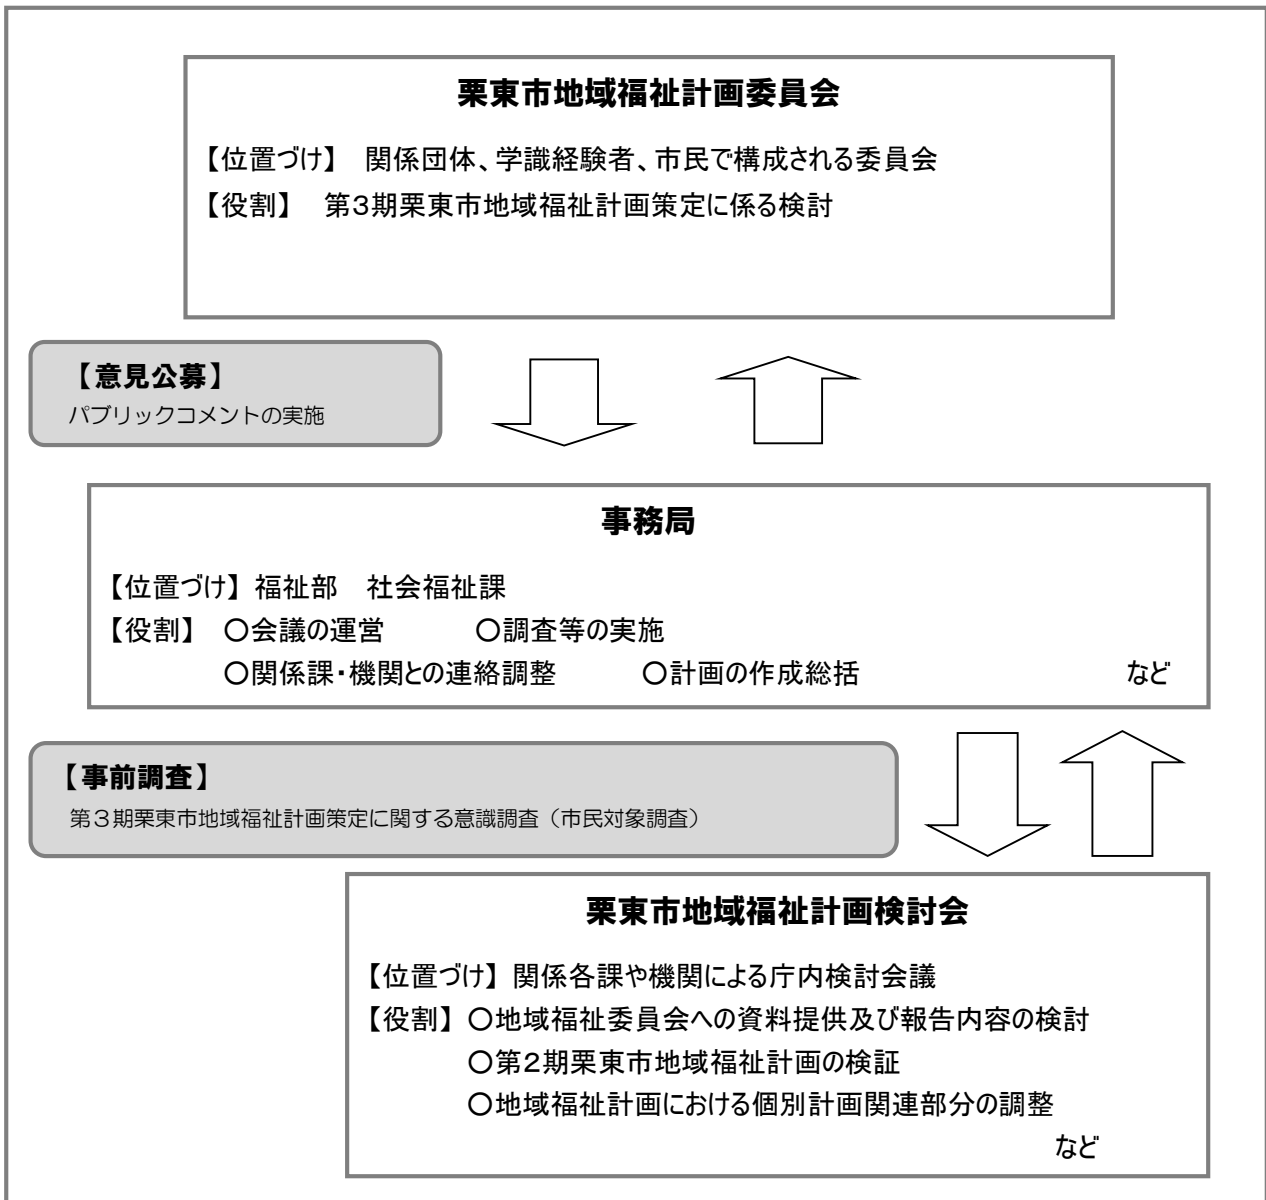 栗東市地域福祉計画委員会
【位置づけ】　関係団体、学識経験者、市民で構成される委員会
【役割】　第3期栗東市地域福祉計画策定に係る検討
【意見公募】
パブリックコメントの実施
事務局
【位置づけ】福祉部　社会福祉課
【役割】　〇会議の運営　　　〇調査等の実施
〇関係課・機関との連絡調整　　　〇計画の作成総括　　　など
【事前調査】
第３期栗東市地域福祉計画策定に関する意識調査（市民対象調査）
栗東市地域福祉計画検討会
【位置づけ】関係各課や機関による庁内検討会議
【役割】〇地域福祉委員会への資料提供及び報告内容の検討
〇第2期栗東市地域福祉計画の検証
〇地域福祉計画における個別計画関連部分の調整
など